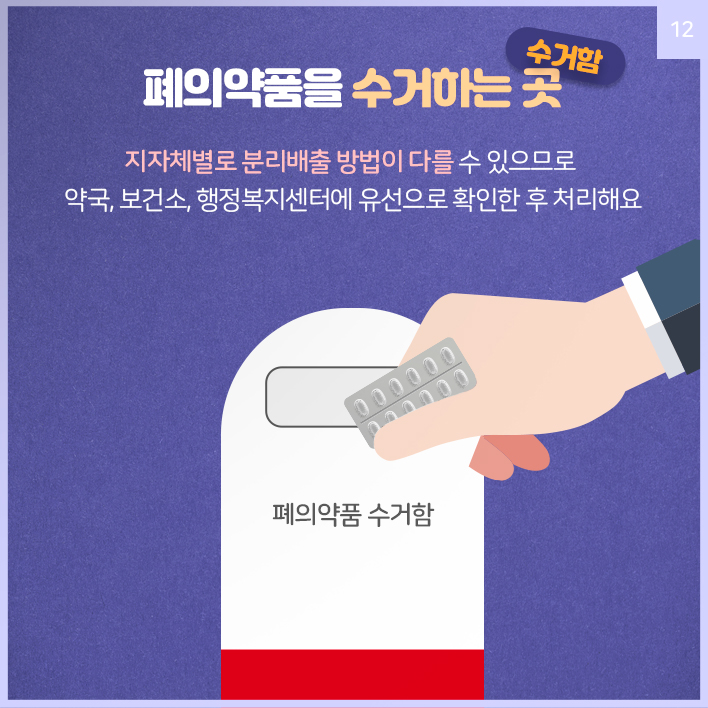 12
수거함
폐의약품을 수거하는 곳
지자체별로 분리배출 방법이 다를 수 있으므로
약국, 보건소, 행정복지센터에 유선으로 확인한 후 처리해요
폐의약품 수거함